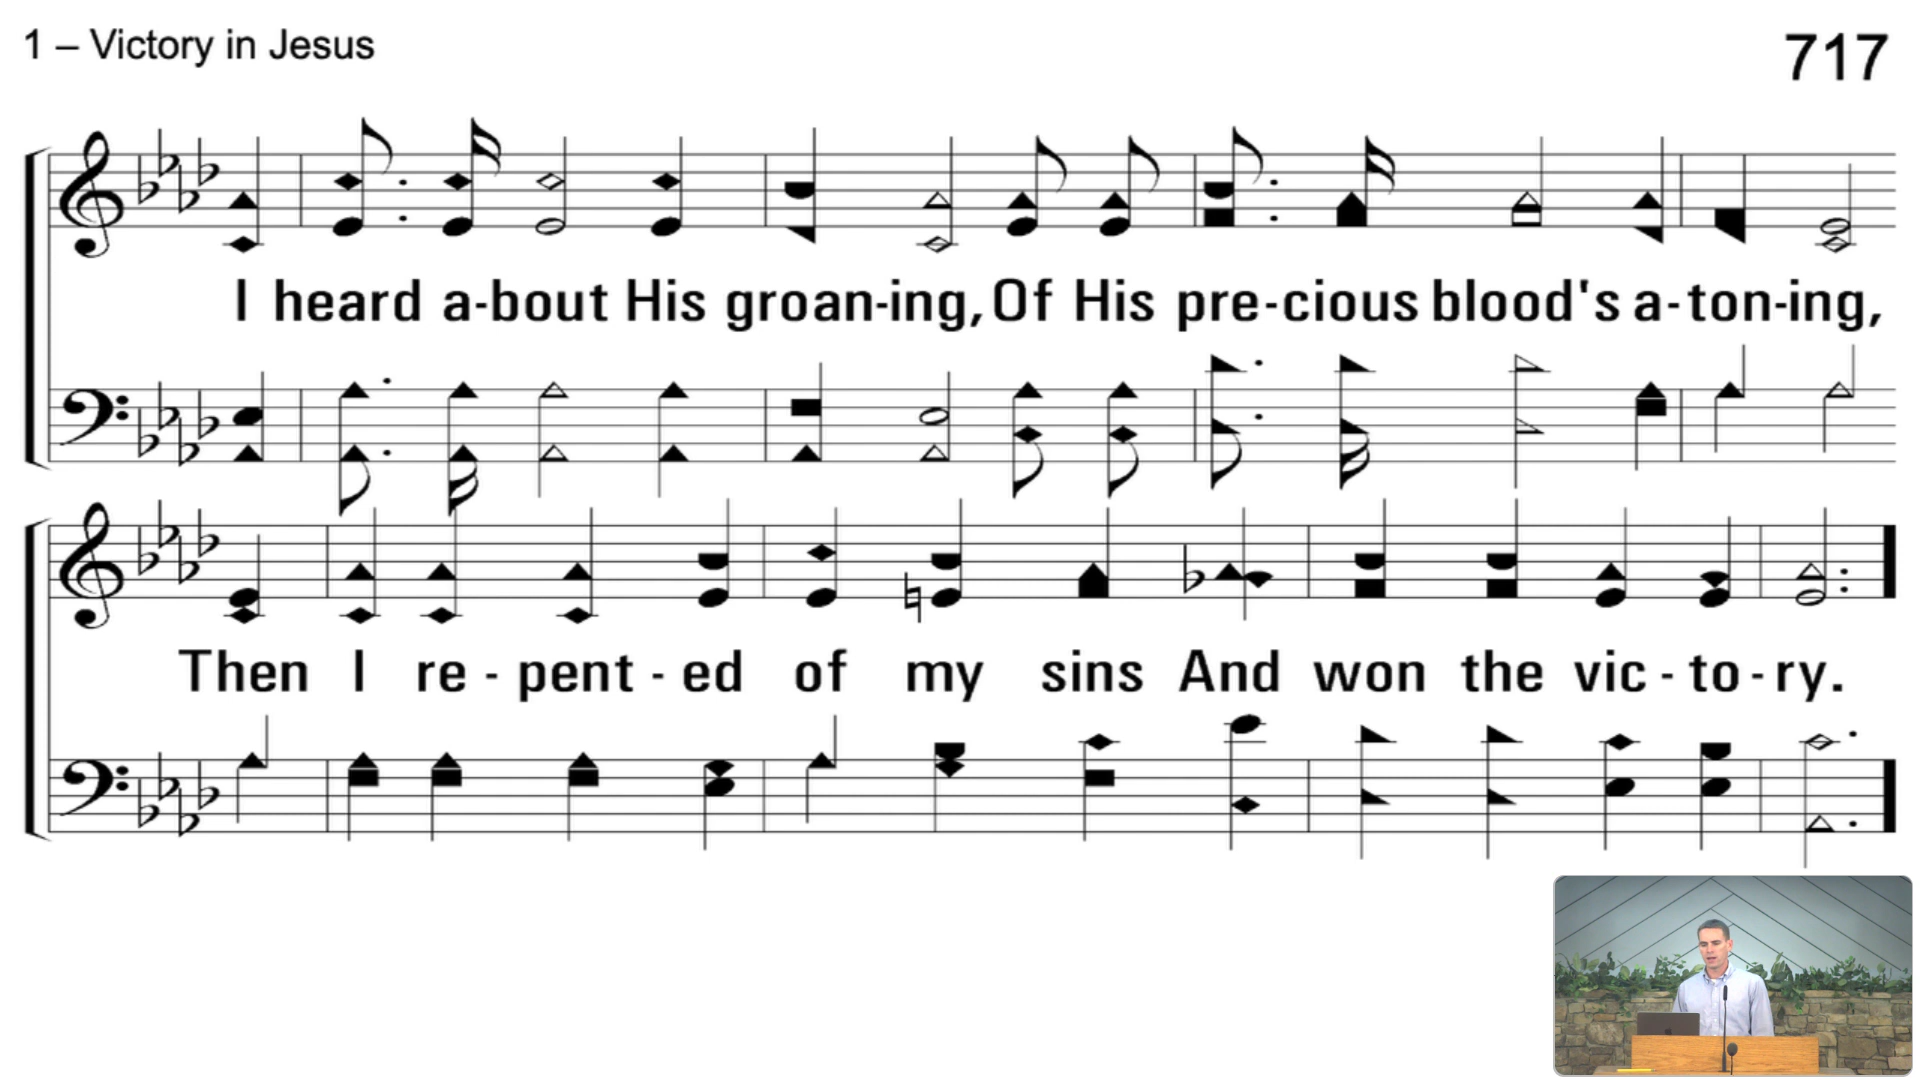 1 – Victory in Jesus
717
I heard a-bout His groan-ing, Of His pre-cious blood's a-ton-ing,
Then I re - pent - ed of my sins And won the vic - to - ry.